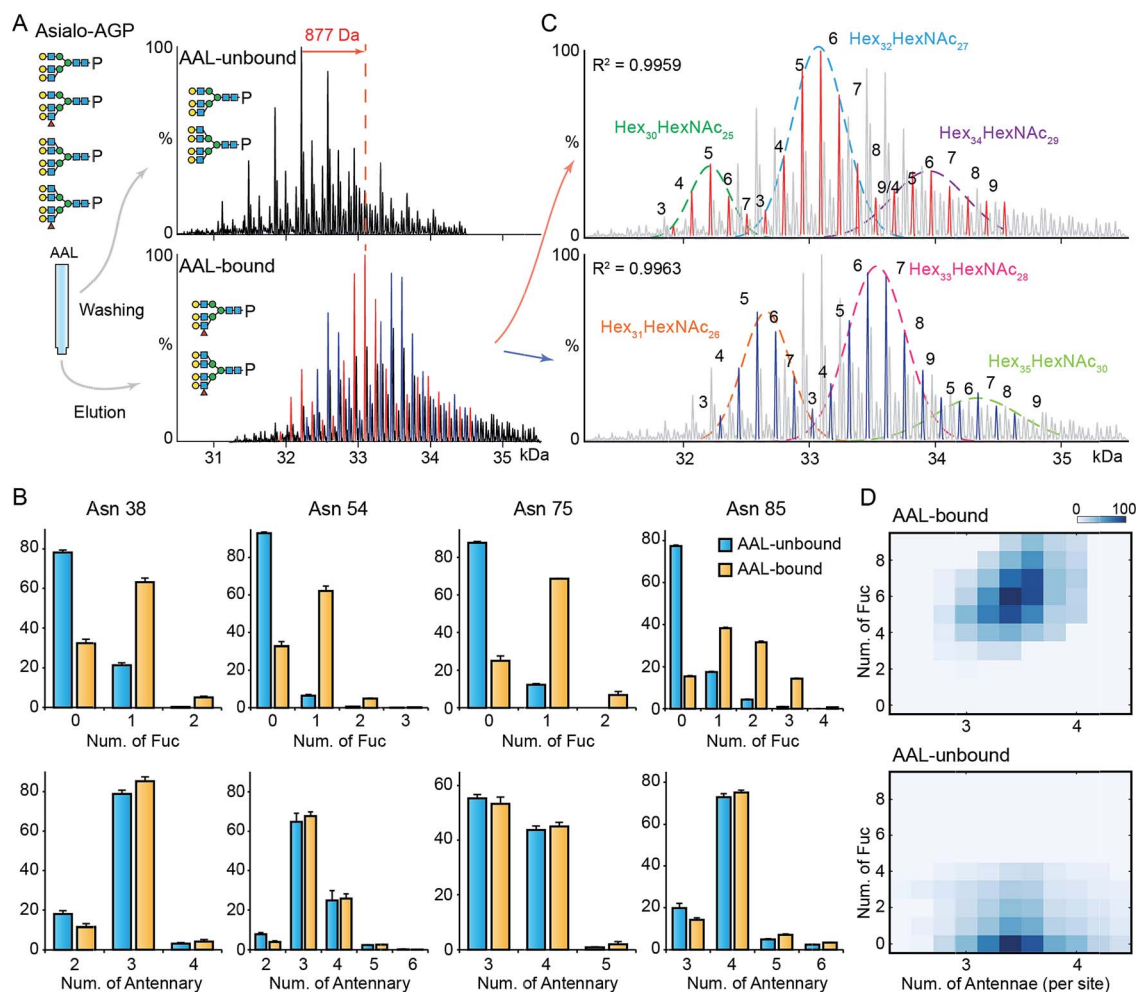 A
Asialo-AGP
P
P
P
P
AAL
Washing
Elution
877 Da
100
AAL-unbound
P
P
%
0
100
AAL-bound
P
P
%
0
31 32 33 34 35 kDa
C
100
R² = 0.9959
%
0
Hex₃₀HexNAc₂₅
Hex₃₂HexNAc₂₇
Hex₃₄HexNAc₂₉
3 4 5 6 7
3 4 5 6 7 8 9/4
5 6 7 8 9
32 33 34 35
kDa
100
R² = 0.9963
%
0
Hex₃₁HexNAc₂₆
Hex₃₃HexNAc₂₈
Hex₃₅HexNAc₃₀
3 4 5 6 7
3 4 5 6 7 8 9
5 6 7 8 9
32 33 34 35
kDa
B
Asn 38
80
60
40
20
0
0 1 2
Num. of Fuc
Asn 54
80
60
40
20
0
0 1 2 3
Num. of Fuc
Asn 75
80
60
40
20
0
0 1 2
Num. of Fuc
Asn 85
80
60
40
20
0
AAL-unbound
AAL-bound
0 1 2 3 4
Num. of Fuc
80
60
40
20
0
2 3 4
Num. of Antennary
80
60
40
20
0
2 3 4 5 6
Num. of Antennary
60
40
20
0
3 4 5
Num. of Antennary
80
60
40
20
0
3 4 5 6
Num. of Antennary
D
AAL-bound
0 100
Num. of Fuc
8
6
4
2
0
3 4
AAL-unbound
Num. of Fuc
8
6
4
2
0
3 4
Num. of Antennae (per site)